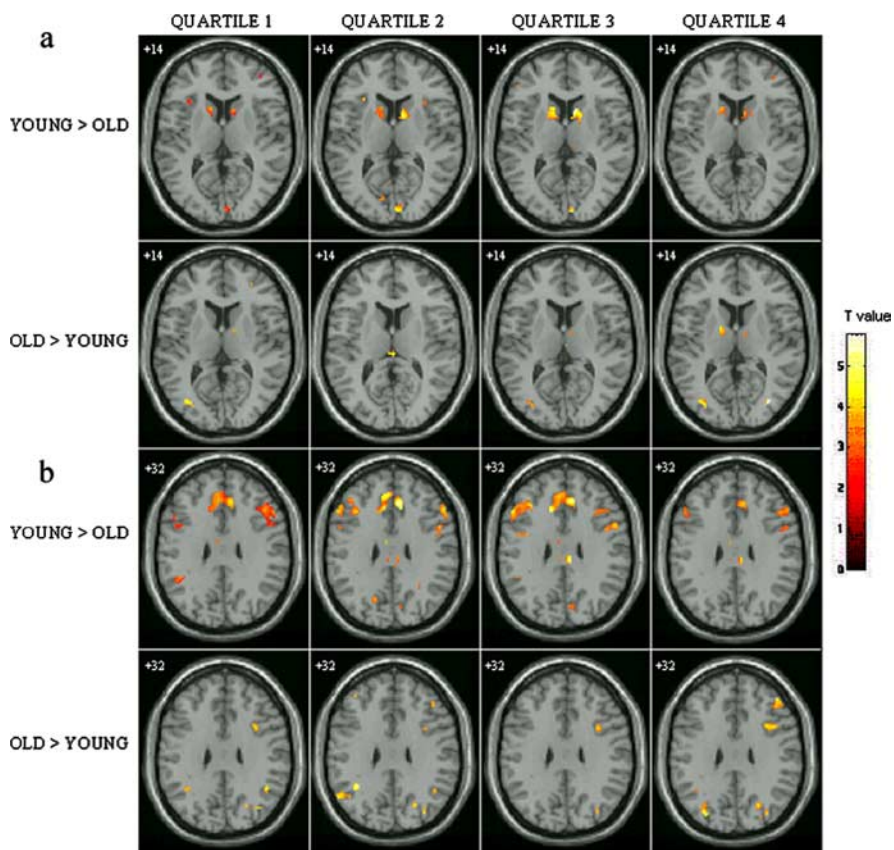 QUARTILE 1 QUARTILE 2 QUARTILE 3 QUARTILE 4
a
+14 +14 +14 +14
YOUNG > OLD
+14 +14 +14 +14
OLD > YOUNG
T value
5
4
3
2
1
0
b
+32 +32 +32 +32
YOUNG > OLD
+32 +32 +32 +32
OLD > YOUNG